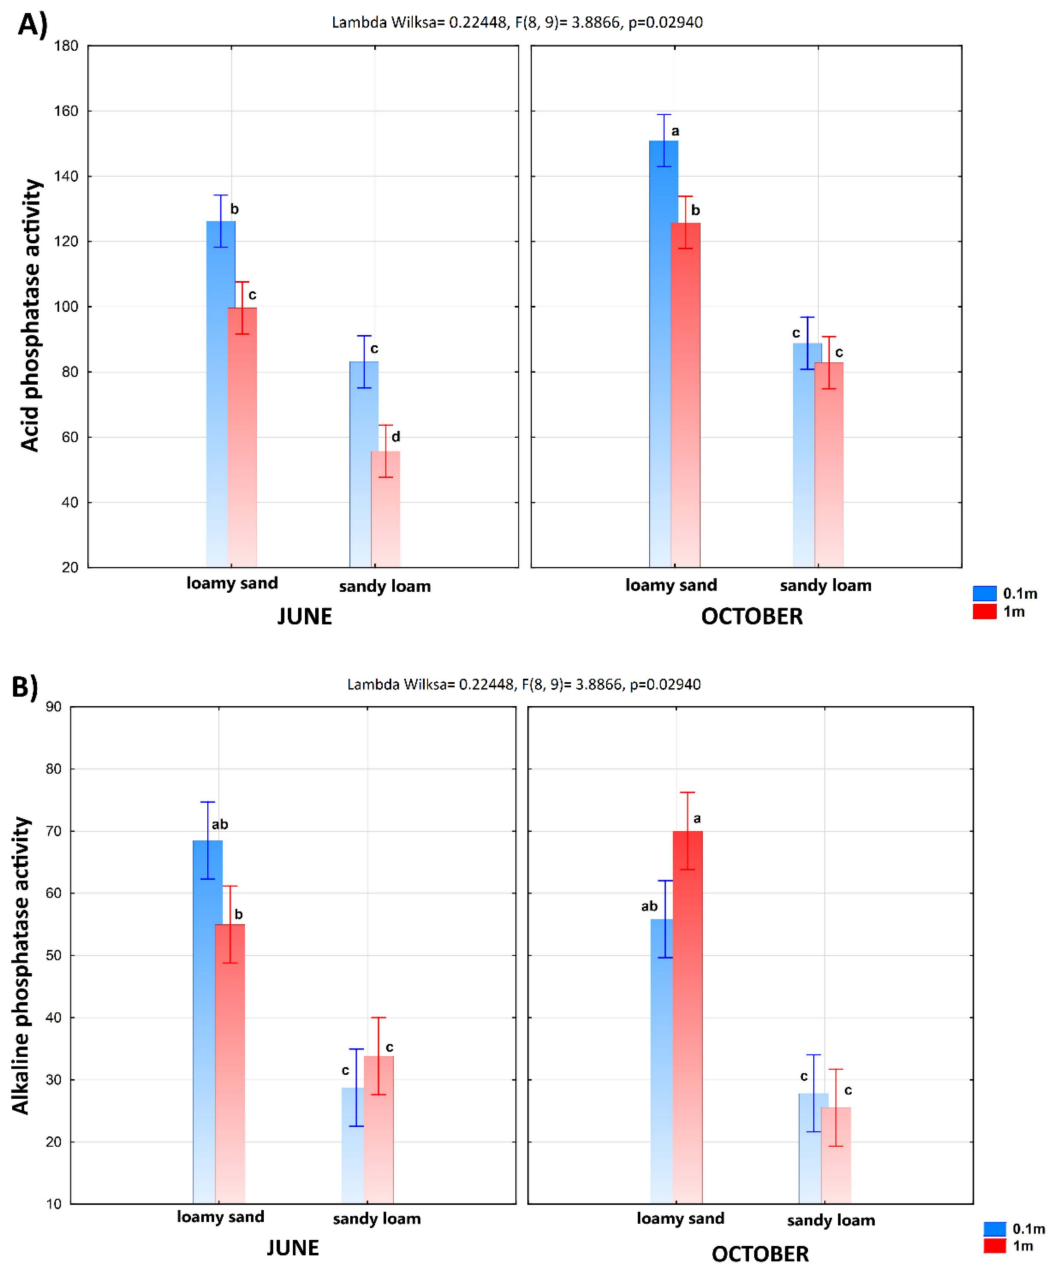 A)
Lambda Wilksa= 0.22448, F(8, 9)= 3.8866, p=0.02940
Acid phosphatase activity
180
160
140
120
100
80
60
40
20
b
c
c
d
a
b
c
c
loamy sand
sandy loam
loamy sand
sandy loam
JUNE
OCTOBER
0.1m
1m
B)
Lambda Wilksa= 0.22448, F(8, 9)= 3.8866, p=0.02940
Alkaline phosphatase activity
90
80
70
60
50
40
30
20
10
ab
b
c
c
ab
a
c
c
loamy sand
sandy loam
loamy sand
sandy loam
JUNE
OCTOBER
0.1m
1m